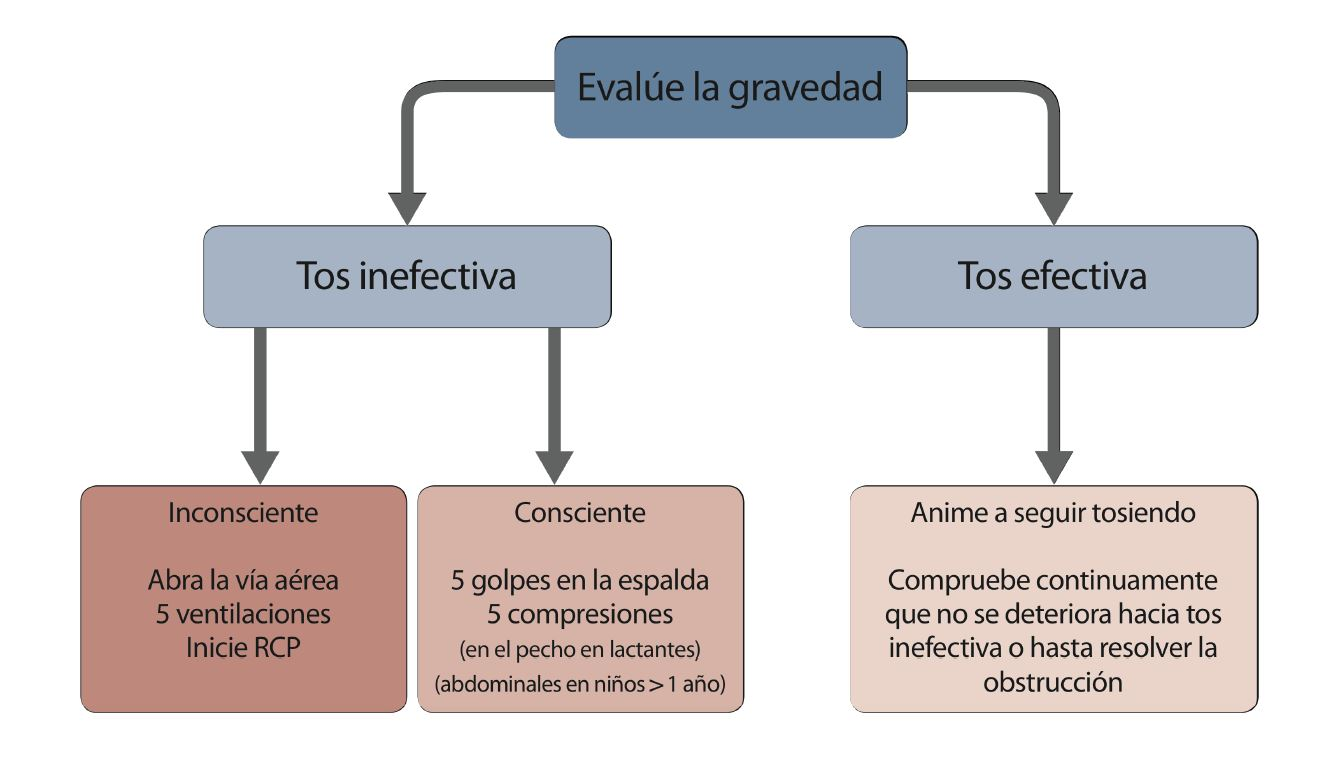 Evalúe la gravedad
Tos inefectiva
Tos efectiva
Inconsciente
Abra la vía aérea
5 ventilaciones
Inicie RCP
Consciente
5 golpes en la espalda
5 compresiones
(en el pecho en lactantes)
(abdominales en niños > 1 año)
Anime a seguir tosiendo
Compruebe continuamente
que no se deteriora hacia tos
inefectiva o hasta resolver la
obstrucción